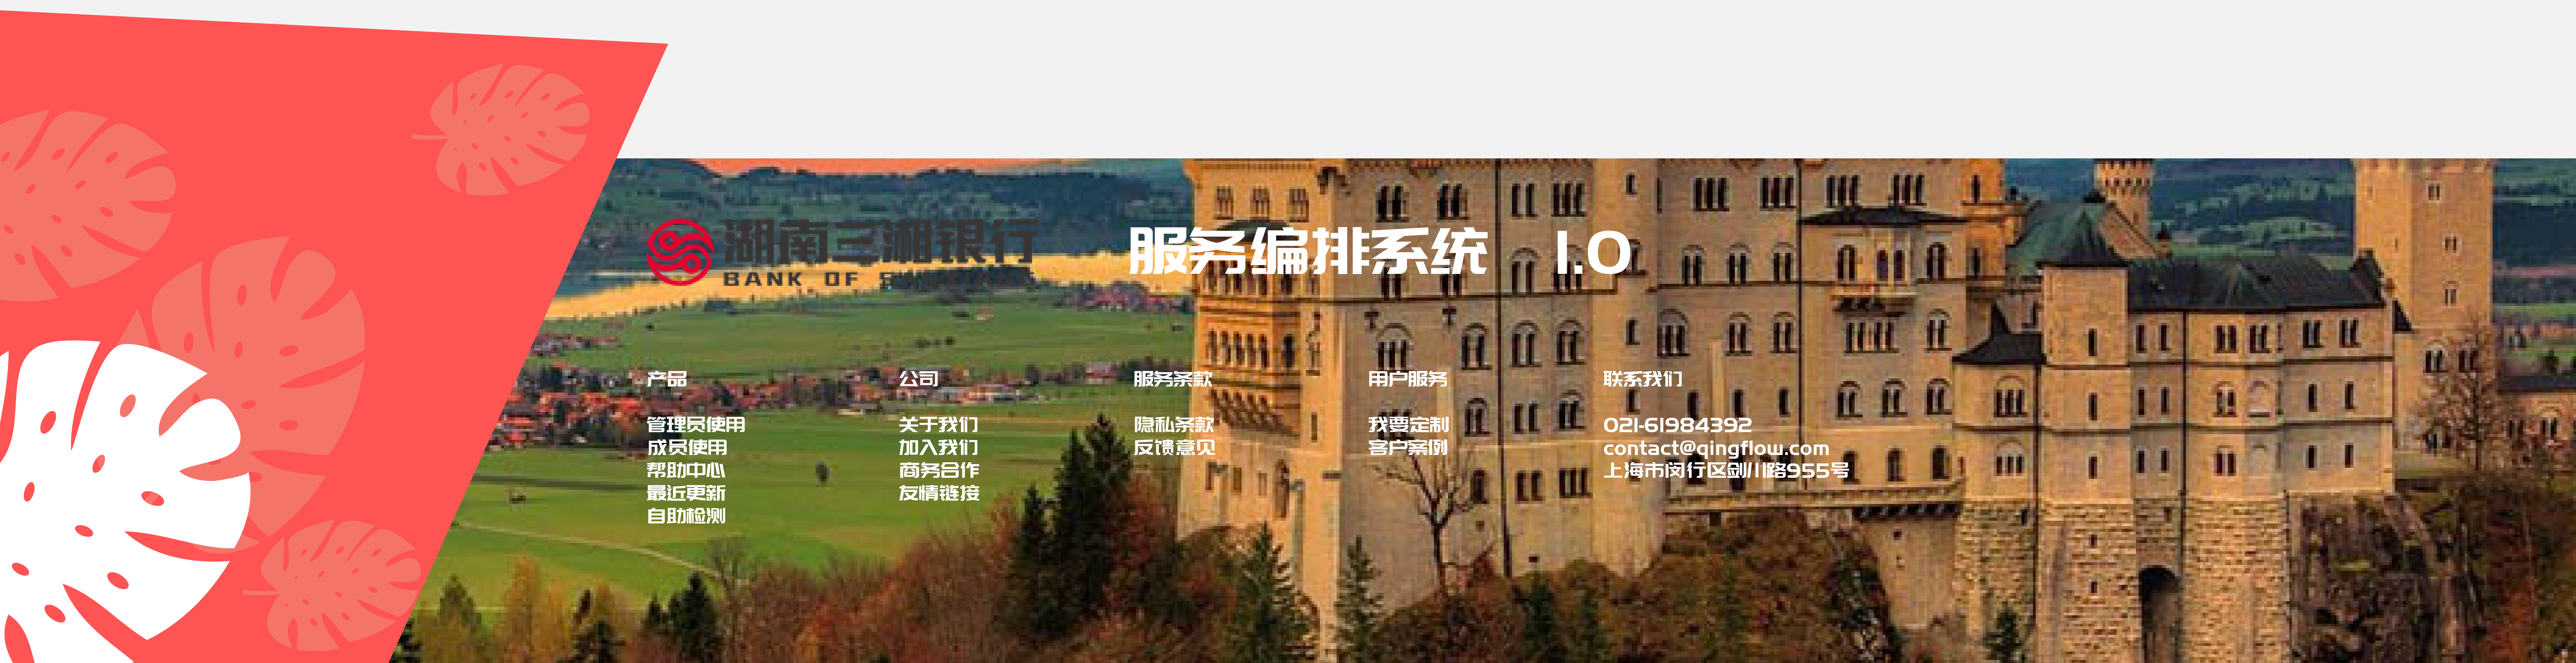 湖南三湘银行
BANK OF
服务编排系统 1.0
产品
管理员使用
成员使用
帮助中心
最近更新
自助检测
公司
关于我们
加入我们
商务合作
友情链接
服务条款
隐私条款
反馈意见
用户服务
我要定制
客户案例
联系我们
021-61984392
contact@qingflow.com
上海市闵行区剑川路955号